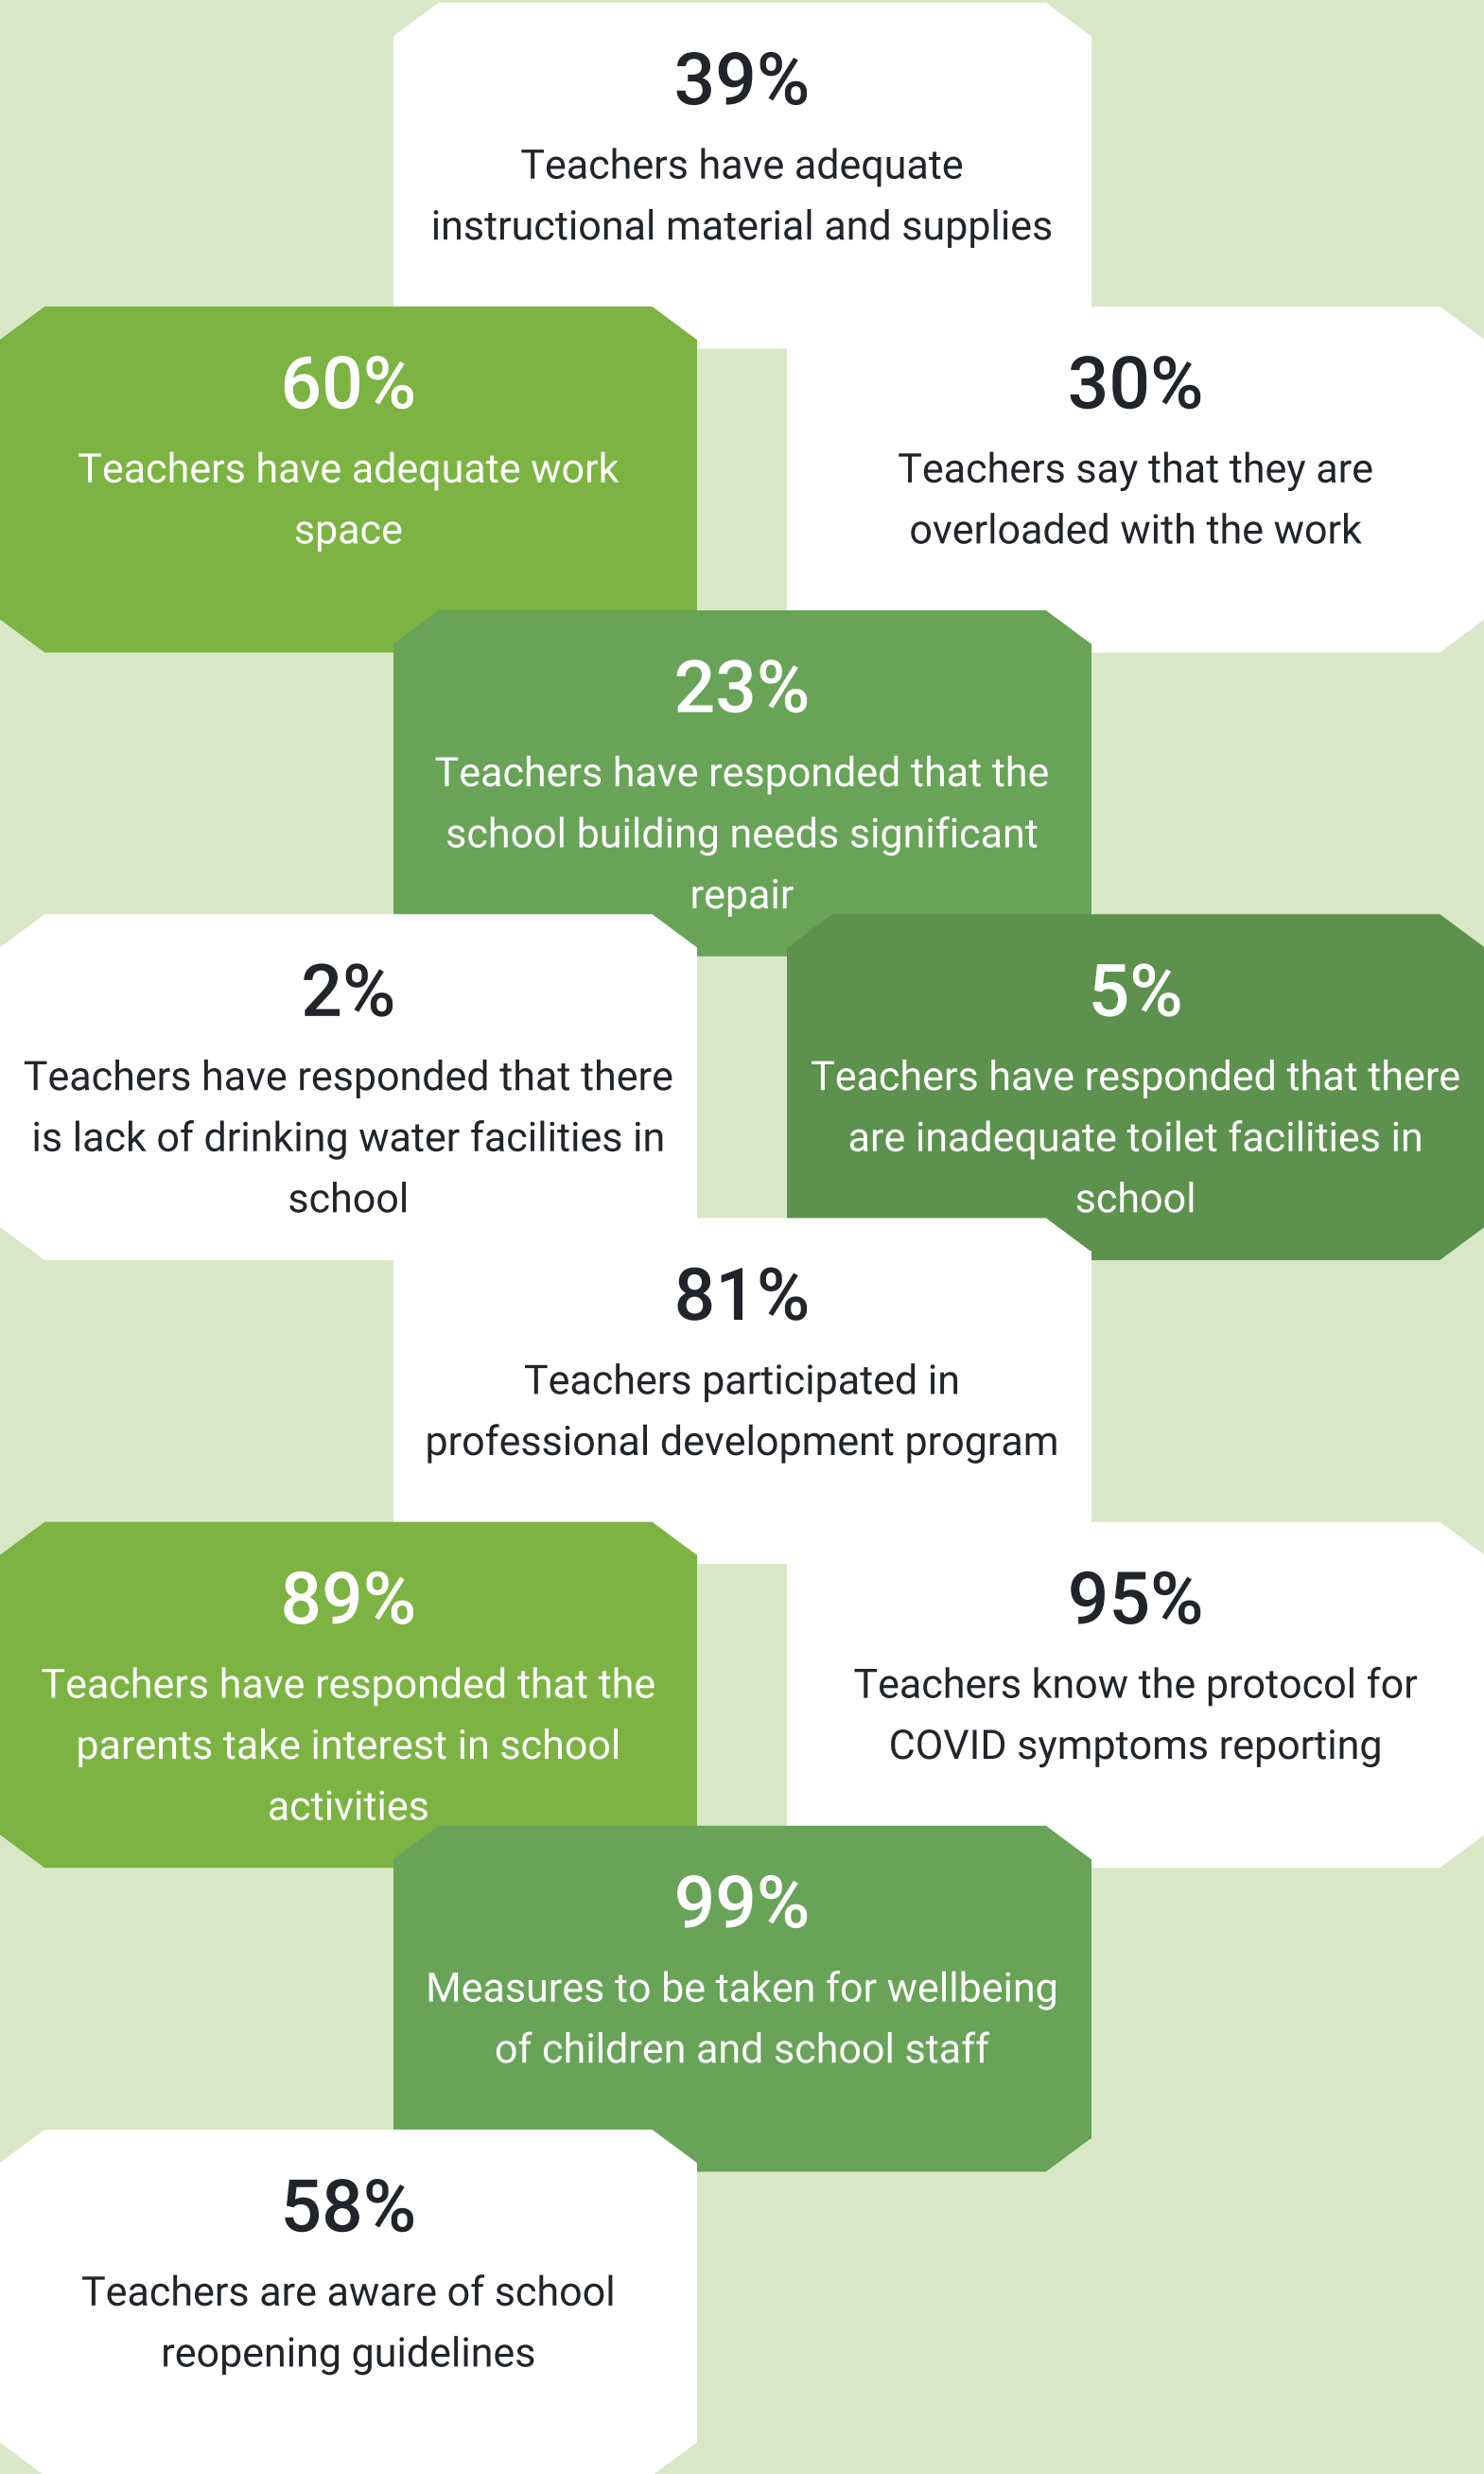 39%
Teachers have adequate
instructional material and supplies
60%
Teachers have adequate work
space
30%
Teachers say that they are
overloaded with the work
23%
Teachers have responded that the
school building needs significant
repair
2%
Teachers have responded that there
is lack of drinking water facilities in
school
5%
Teachers have responded that there
are inadequate toilet facilities in
school
81%
Teachers participated in
professional development program
89%
Teachers have responded that the
parents take interest in school
activities
95%
Teachers know the protocol for
COVID symptoms reporting
99%
Measures to be taken for wellbeing
of children and school staff
58%
Teachers are aware of school
reopening guidelines